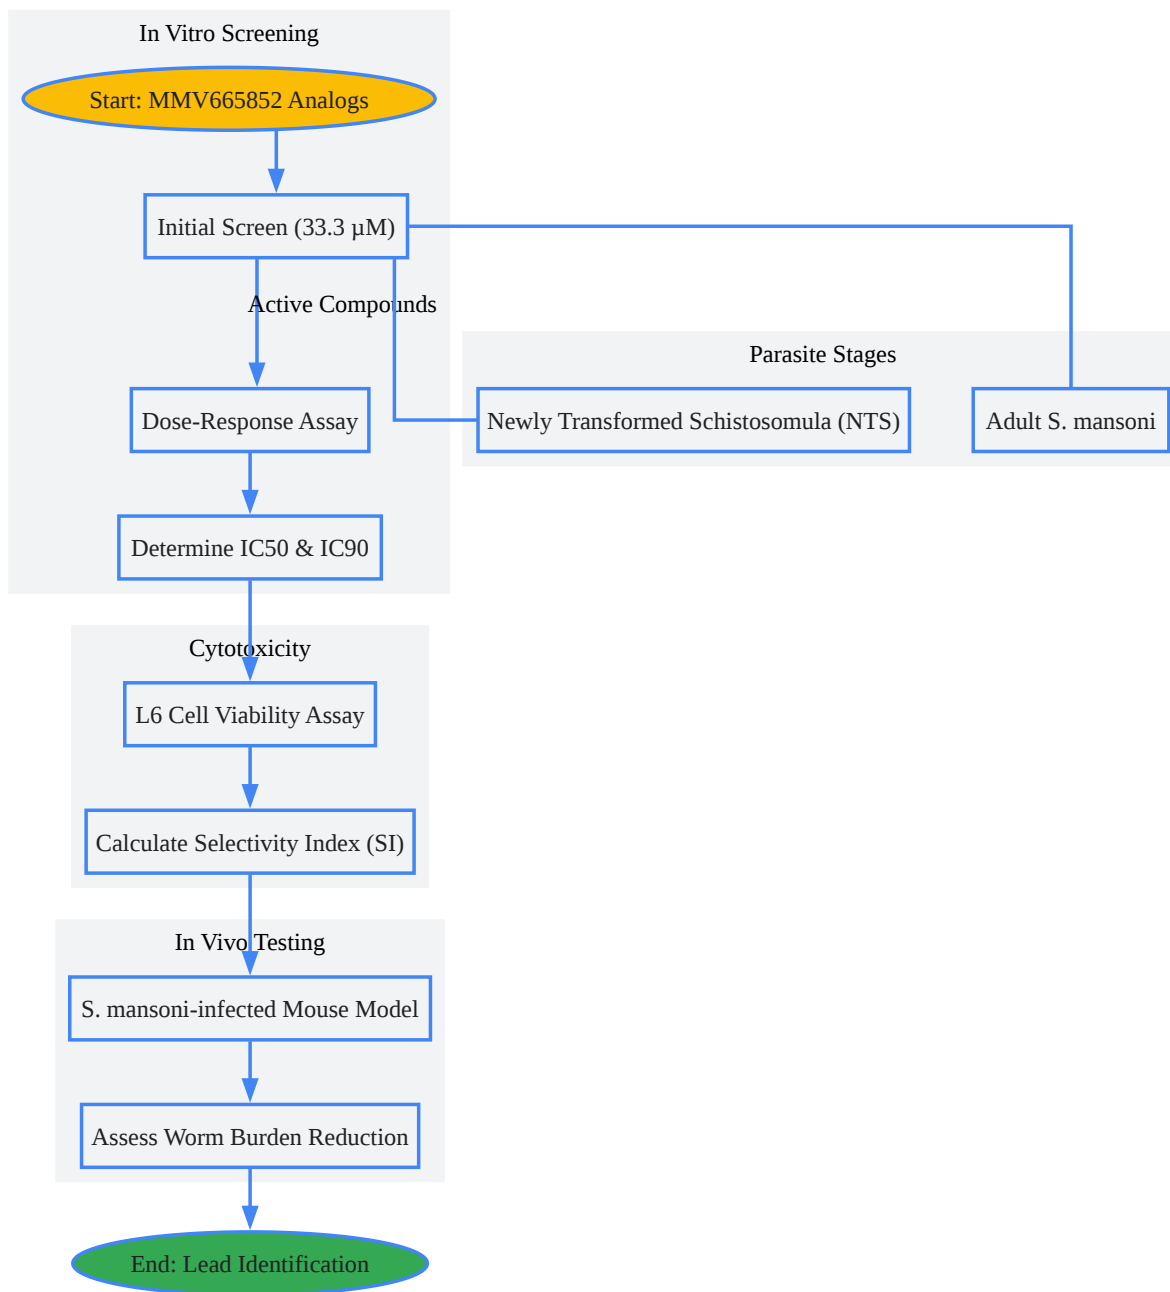 In Vitro Screening
Start: MMV665852 Analogs
Initial Screen (33.3 µM)
Active Compounds
Parasite Stages
Dose-Response Assay
Newly Transformed Schistosomula (NTS)
Adult S. mansoni
Determine IC50 & IC90
Cytotoxicity
L6 Cell Viability Assay
Calculate Selectivity Index (SI)
In Vivo Testing
S. mansoni-infected Mouse Model
Assess Worm Burden Reduction
End: Lead Identification